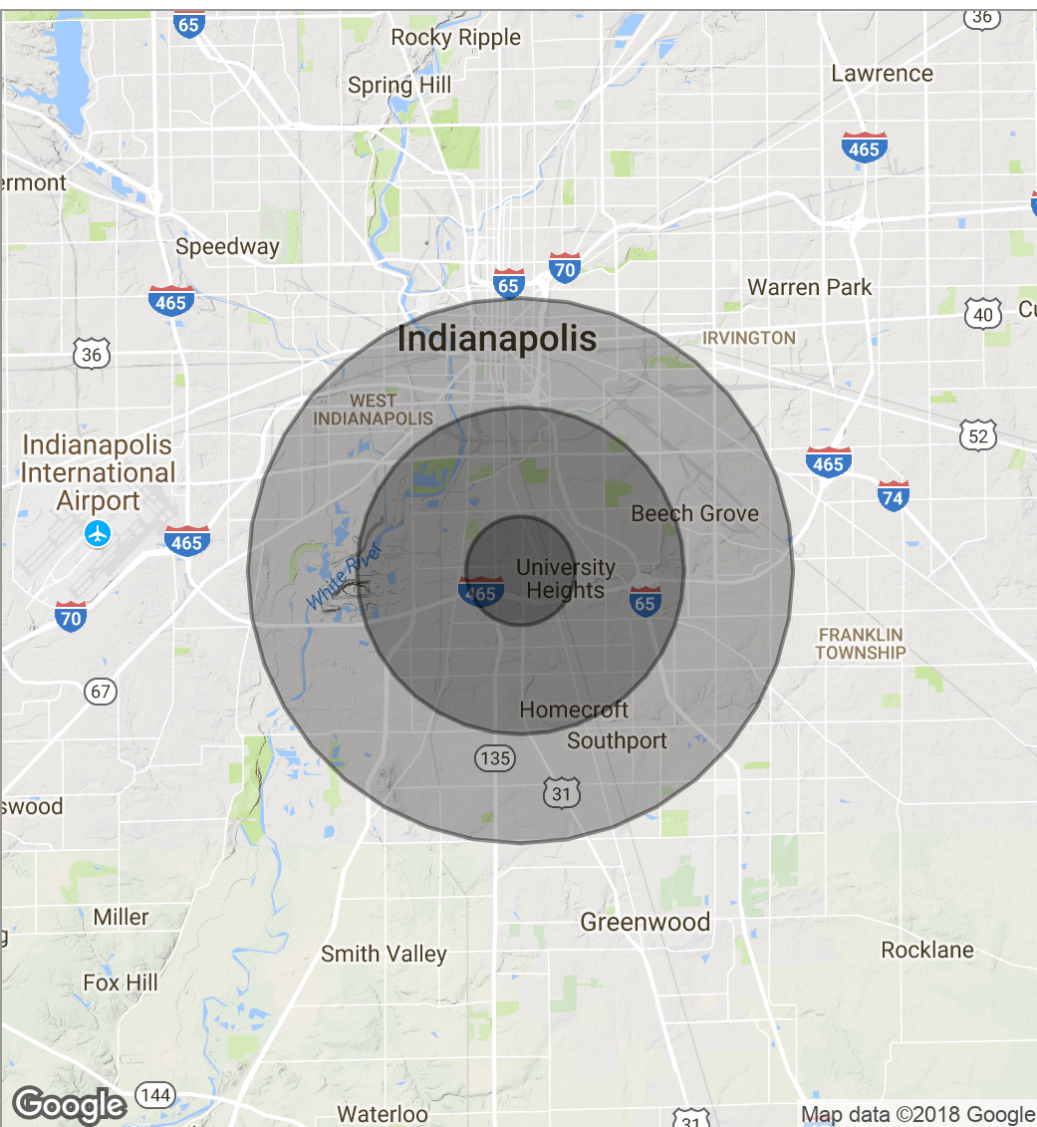 65
36
Rocky Ripple
Lawrence
Spring Hill
465
ermont
Speedway
70
65
Warren Park
465
40
Cu
Indianapolis
IRVINGTON
36
WEST
INDIANAPOLIS
52
Indianapolis
International
Airport
465
74
Beech Grove
465
White River
University
Heights
465
65
70
FRANKLIN
TOWNSHIP
67
Homecroft
Southport
135
31
swood
Miller
Greenwood
g
Smith Valley
Rocklane
Fox Hill
Google
144
Waterloo
31
Map data ©2018 Google